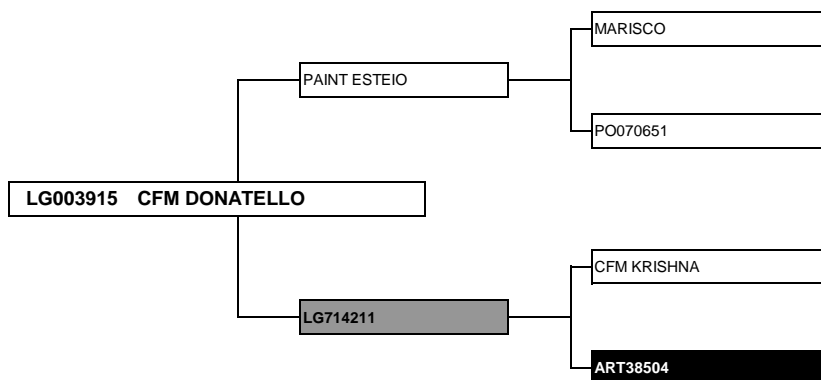 MARISCO
PAINT ESTEIO
PO070651
LG003915 CFM DONATELLO
CFM KRISHNA
LG714211
ART38504